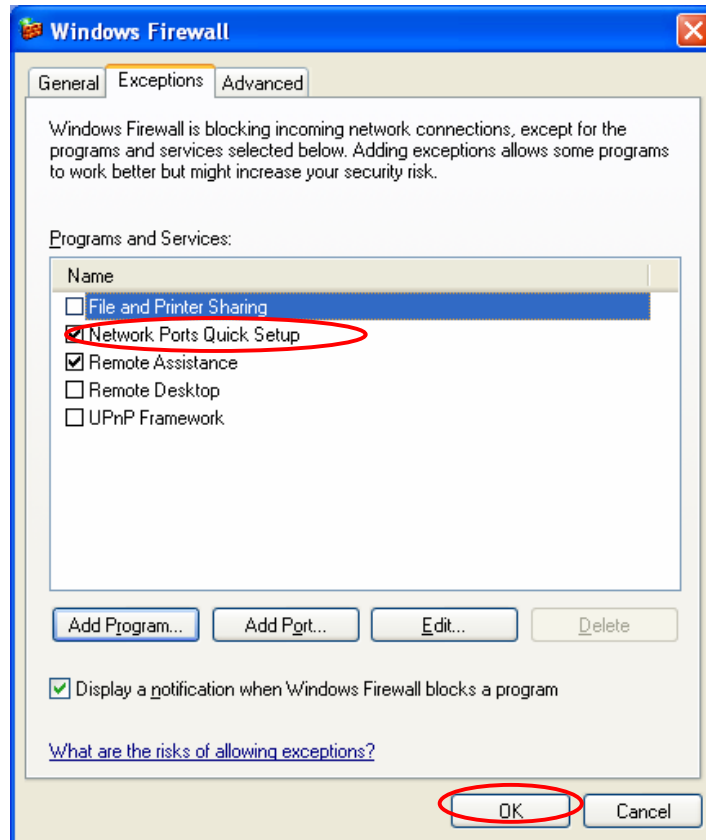 Windows Firewall
General Exceptions Advanced
Windows Firewall is blocking incoming network connections, except for the
programs and services selected below. Adding exceptions allows some programs
to work better but might increase your security risk.
Programs and Services:
Name
File and Printer Sharing
Network Ports Quick Setup
Remote Assistance
Remote Desktop
UPnP Framework
Add Program... Add Port... Edit... Delete
Display a notification when Windows Firewall blocks a program
What are the risks of allowing exceptions?
OK Cancel